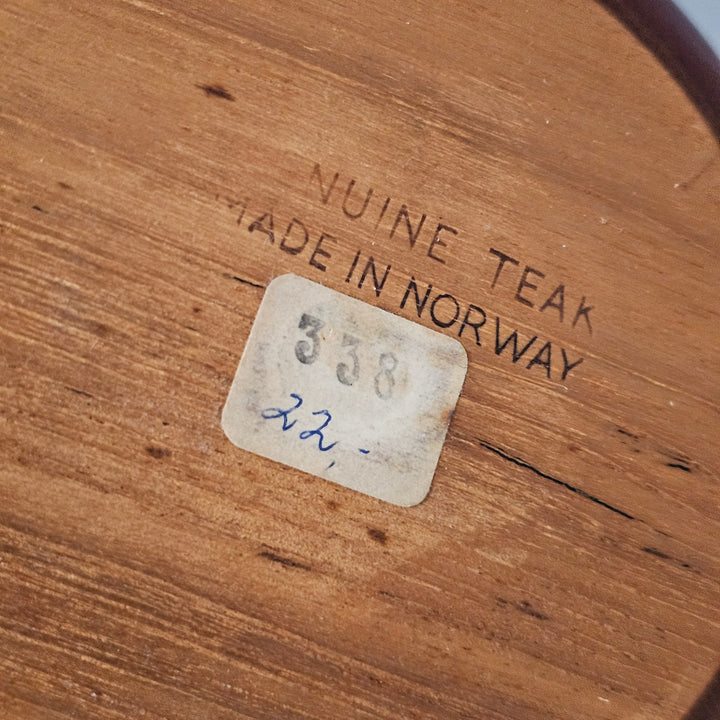 NUINE TEAK
MADE IN NORWAY
338
22,-